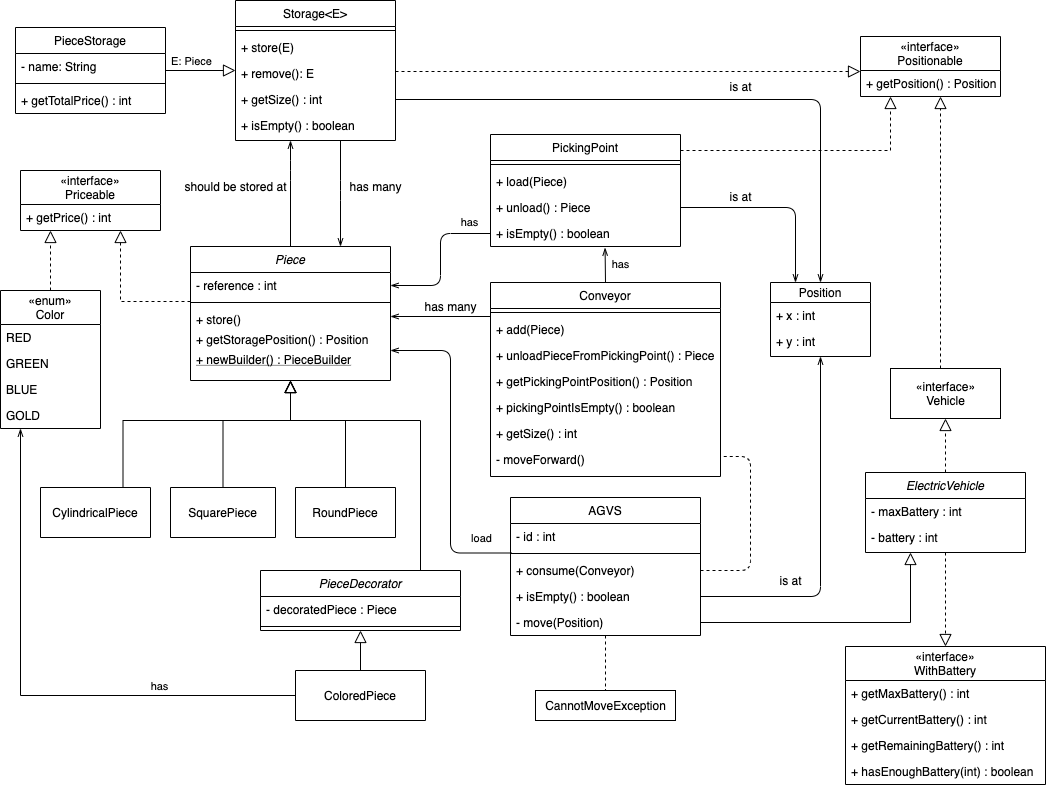 Storage<E>
+ store(E)
+ remove(): E
+ getSize() : int
+ isEmpty() : boolean
PieceStorage
- name: String
+ getTotalPrice() : int
E: Piece
«interface»
Positionable
+ getPosition() : Position
is at
PickingPoint
+ load(Piece)
+ unload() : Piece
+ isEmpty() : boolean
is at
should be stored at
has many
«interface»
Priceable
+ getPrice() : int
has
Piece
- reference : int
+ store()
+ getStoragePosition() : Position
+ newBuilder() : PieceBuilder
has
has many
Conveyor
+ add(Piece)
+ unloadPieceFromPickingPoint() : Piece
+ getPickingPointPosition() : Position
+ pickingPointIsEmpty() : boolean
+ getSize() : int
- moveForward()
Position
+ x : int
+ y : int
«enum»
Color
RED
GREEN
BLUE
GOLD
«interface»
Vehicle
CylindricalPiece
SquarePiece
RoundPiece
ElectricVehicle
- maxBattery : int
- battery : int
load
AGVS
- id : int
+ consume(Conveyor)
+ isEmpty() : boolean
- move(Position)
is at
PieceDecorator
- decoratedPiece : Piece
has
ColoredPiece
CannotMoveException
«interface»
WithBattery
+ getMaxBattery() : int
+ getCurrentBattery() : int
+ getRemainingBattery() : int
+ hasEnoughBattery(int) : boolean